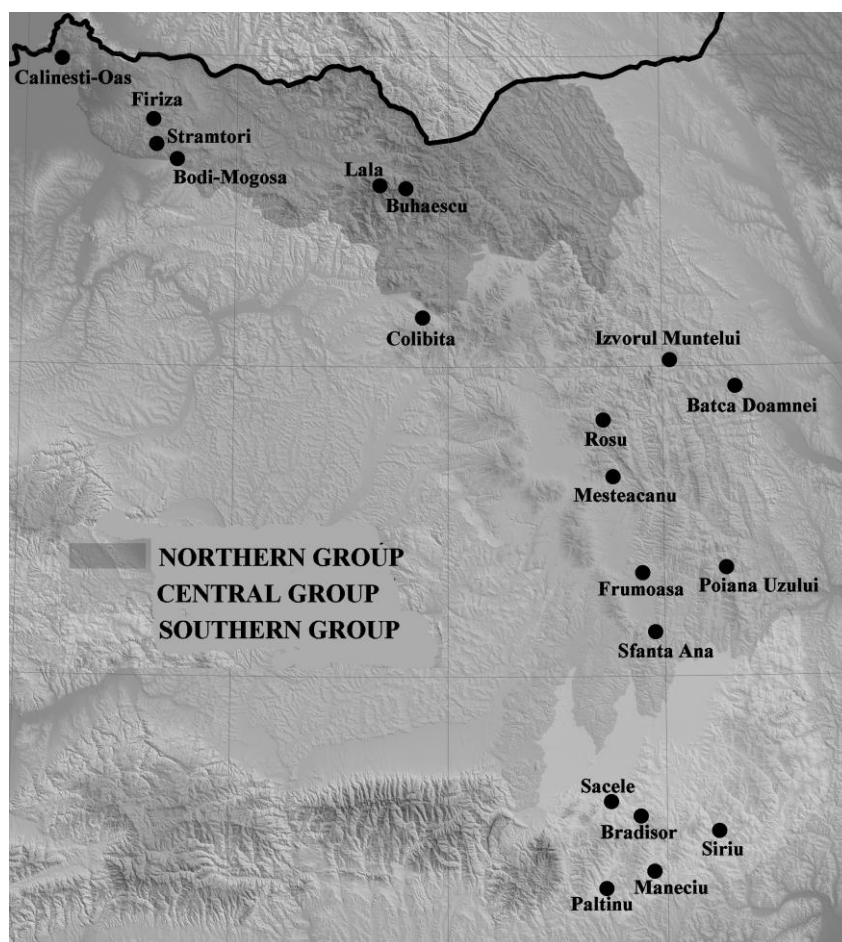 Calinesti-Oas
Firiza
Stramtori
Bodi-Mogosa
Lala
Buhaescu
Colibita
Izvorul Muntelui
Batca Doamnei
Rosu
Mesteacanu
NORTHERN GROUP
CENTRAL GROUP
SOUTHERN GROUP
Frumoasa
Poiana Uzului
Sfanta Ana
Sacele
Bradisor
Siriu
Maneciu
Paltinu